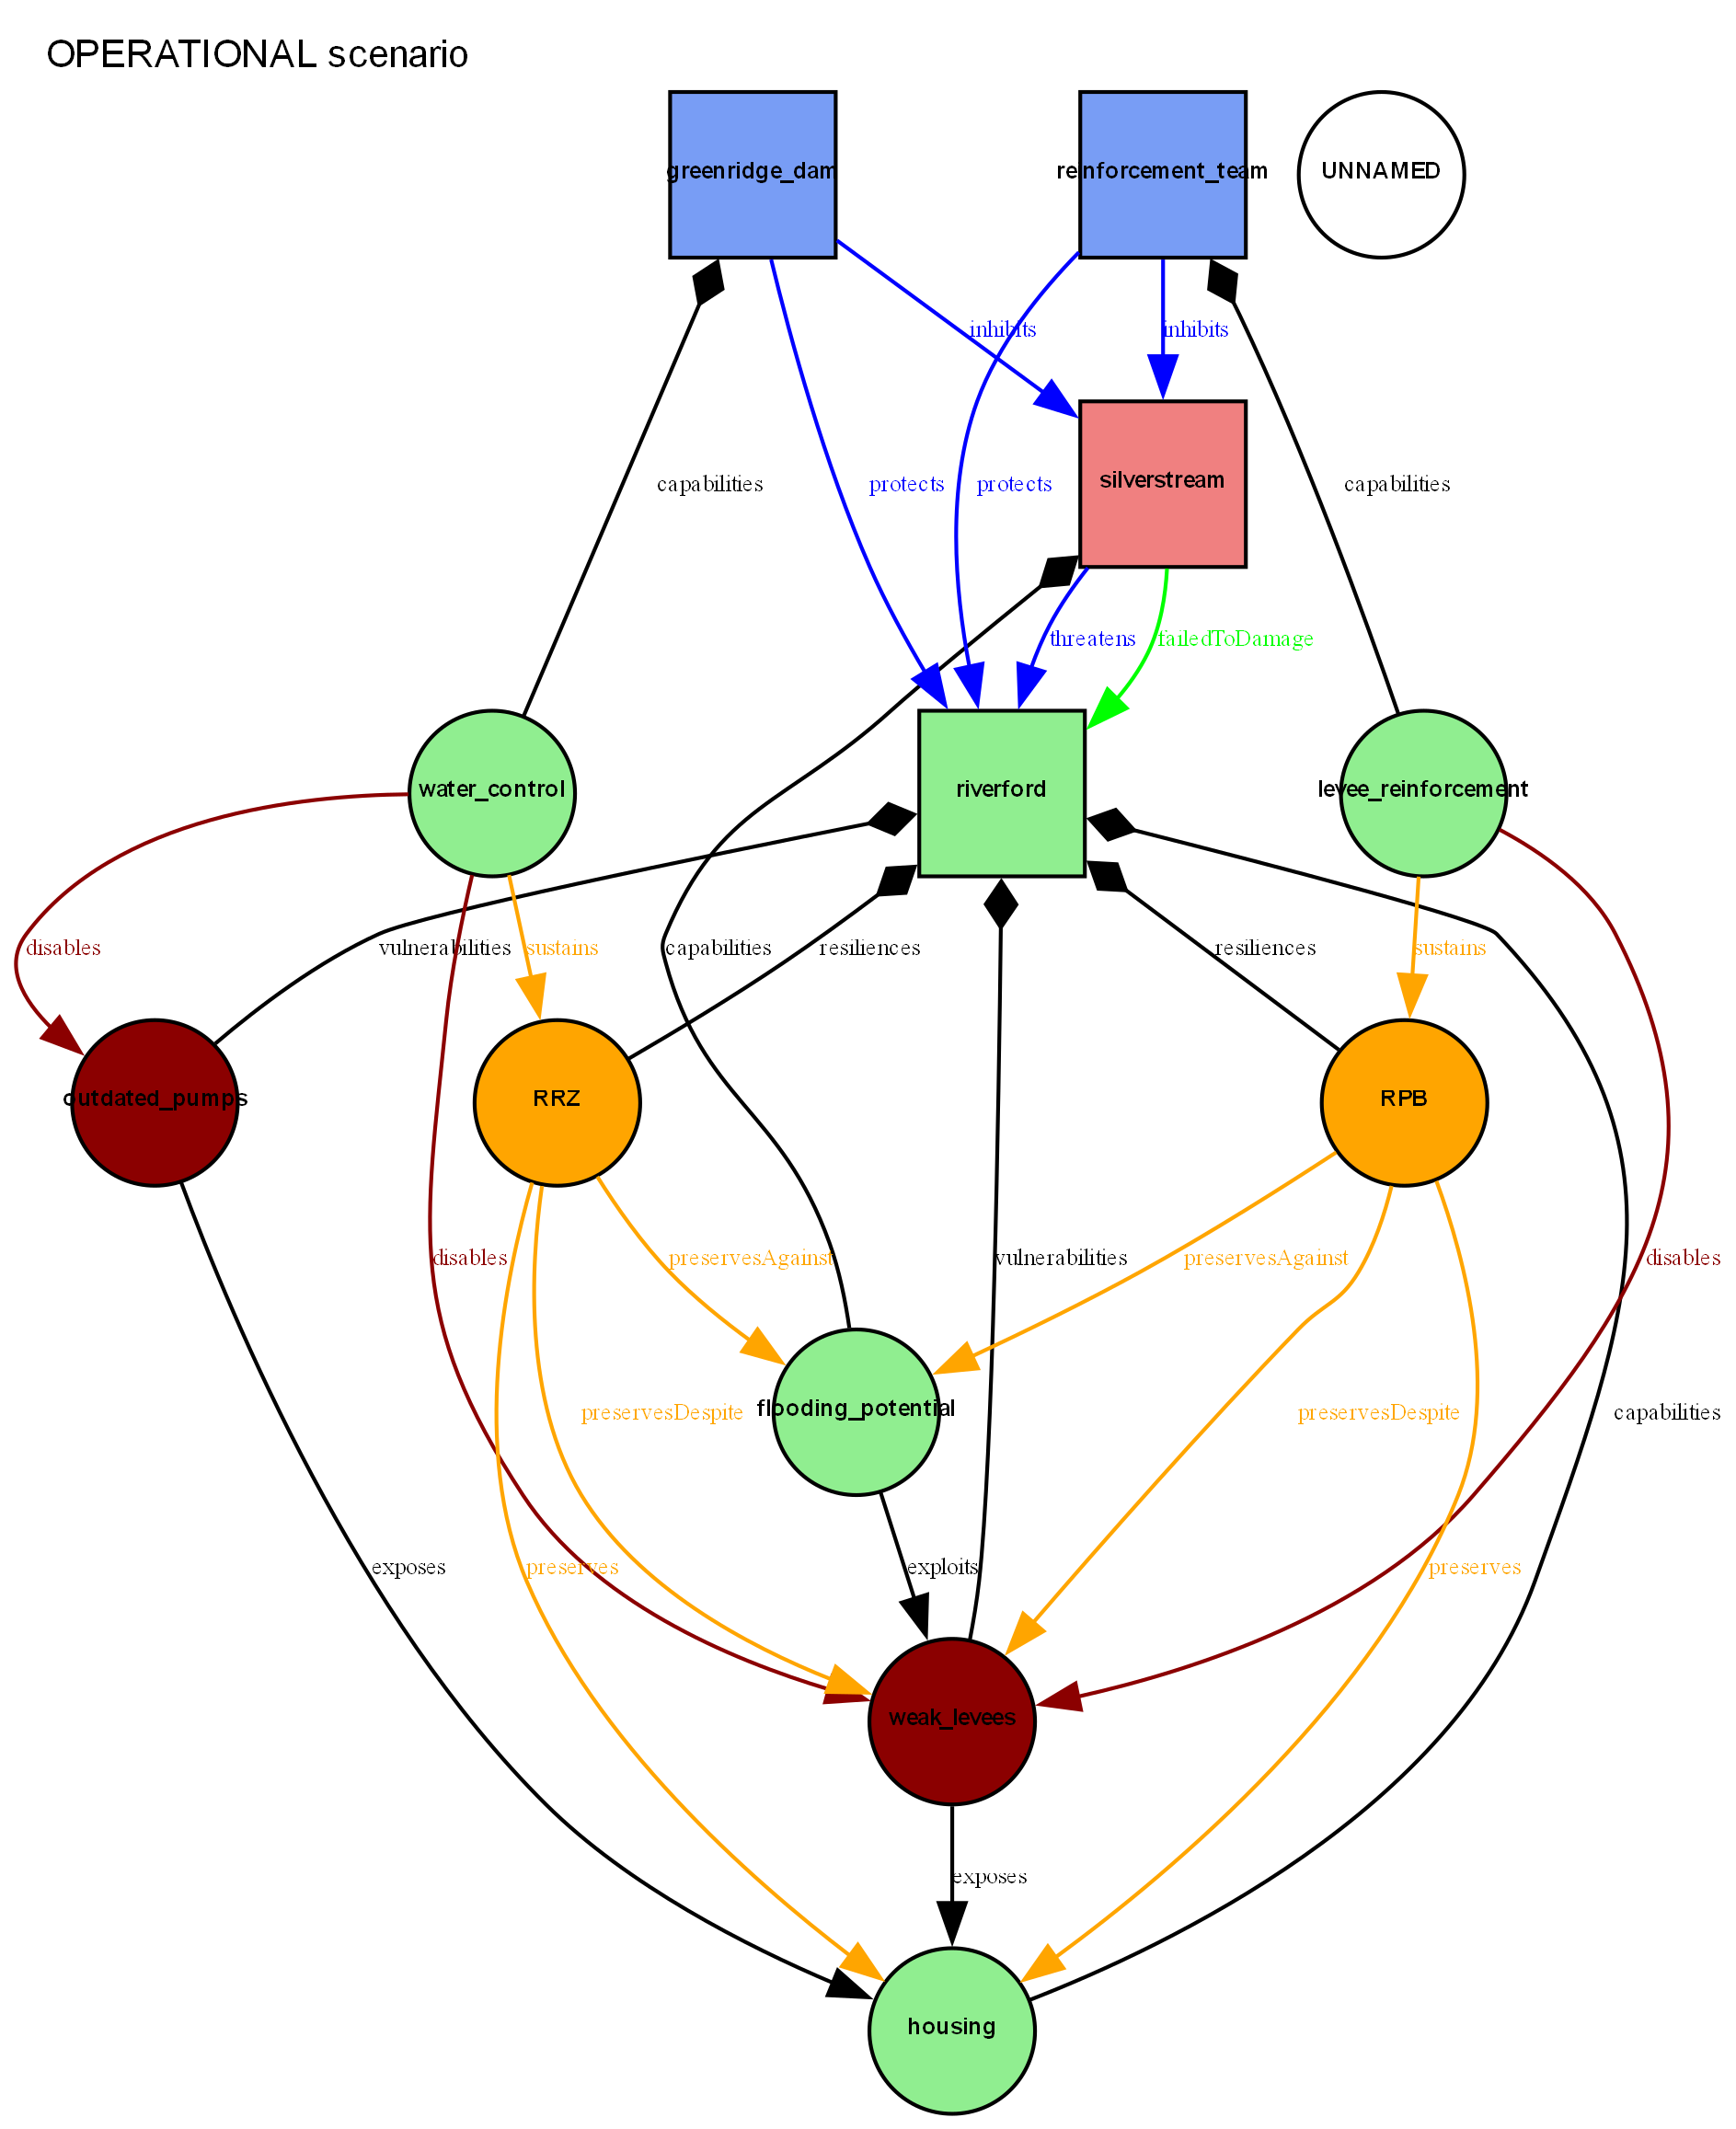 OPERATIONAL scenario
greenridge_dam
reinforcement_team
UNNAMED
inhibits
inhibits
capabilities
protects
protects
silverstream
capabilities
threatens
failedToDamage
water_control
riverford
levee_reinforcement
disables
vulnerabilities
sustains
capabilities
resiliences
resiliences
sustains
outdated_pumps
RRZ
RPB
disables
preservesAgainst
vulnerabilities
preservesAgainst
disables
preservesDespite
flooding_potential
preservesDespite
capabilities
exposes
preserves
exploits
preserves
weak_levees
exposes
housing